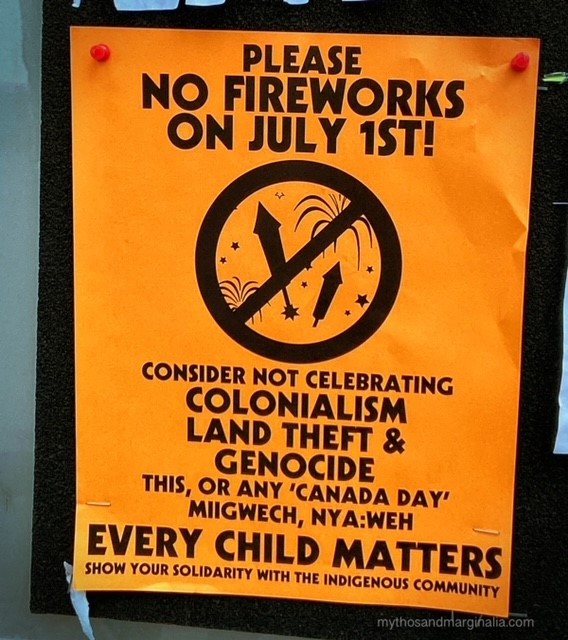 PLEASE
NO FIREWORKS
ON JULY 1ST!
CONSIDER NOT CELEBRATING
COLONIALISM
LAND THEFT &
GENOCIDE
THIS, OR ANY 'CANADA DAY'
MIIGWECH, NYA:WEH
EVERY CHILD MATTERS
SHOW YOUR SOLIDARITY WITH THE INDIGENOUS COMMUNITY
mythosandmarginalia.com